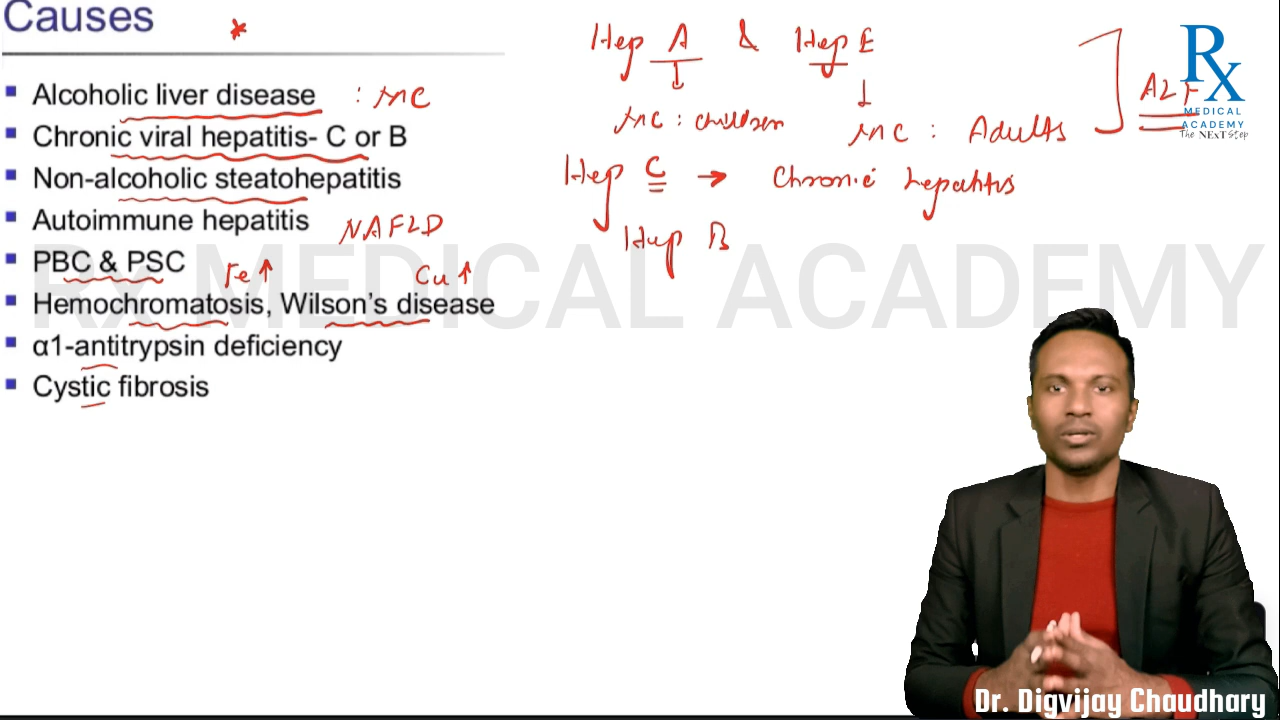 Causes *
Alcoholic liver disease : MC
Chronic viral hepatitis- C or B
Non-alcoholic steatohepatitis
Autoimmune hepatitis NAFLD
PBC & PSC
Fe↑ Cu↑
Hemochromatosis, Wilson's disease
α1-antitrypsin deficiency
Cystic fibrosis
Hep A & Hep E
MC : children MC : Adults
ALF
Hep C → Chronic hepatitis
Hep B
Rx
MEDICAL
ACADEMY
The NExT Step
RX MEDICAL ACADEMY
Dr. Digvijay Chaudhary